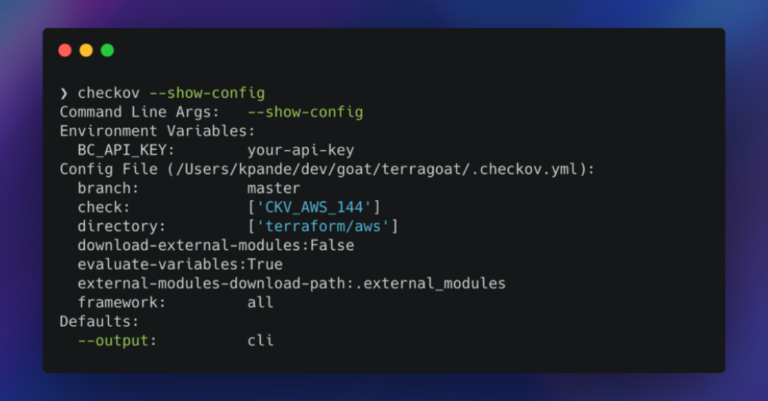 ❯ checkov --show-config
Command Line Args:   --show-config
Environment Variables:
  BC_API_KEY:        your-api-key
Config File (/Users/kpande/dev/goat/terragoat/.checkov.yml):
  branch:            master
  check:             ['CKV_AWS_144']
  directory:         ['terraform/aws']
  download-external-modules:False
  evaluate-variables:True
  external-modules-download-path:.external_modules
  framework:         all
Defaults:
  --output:          cli